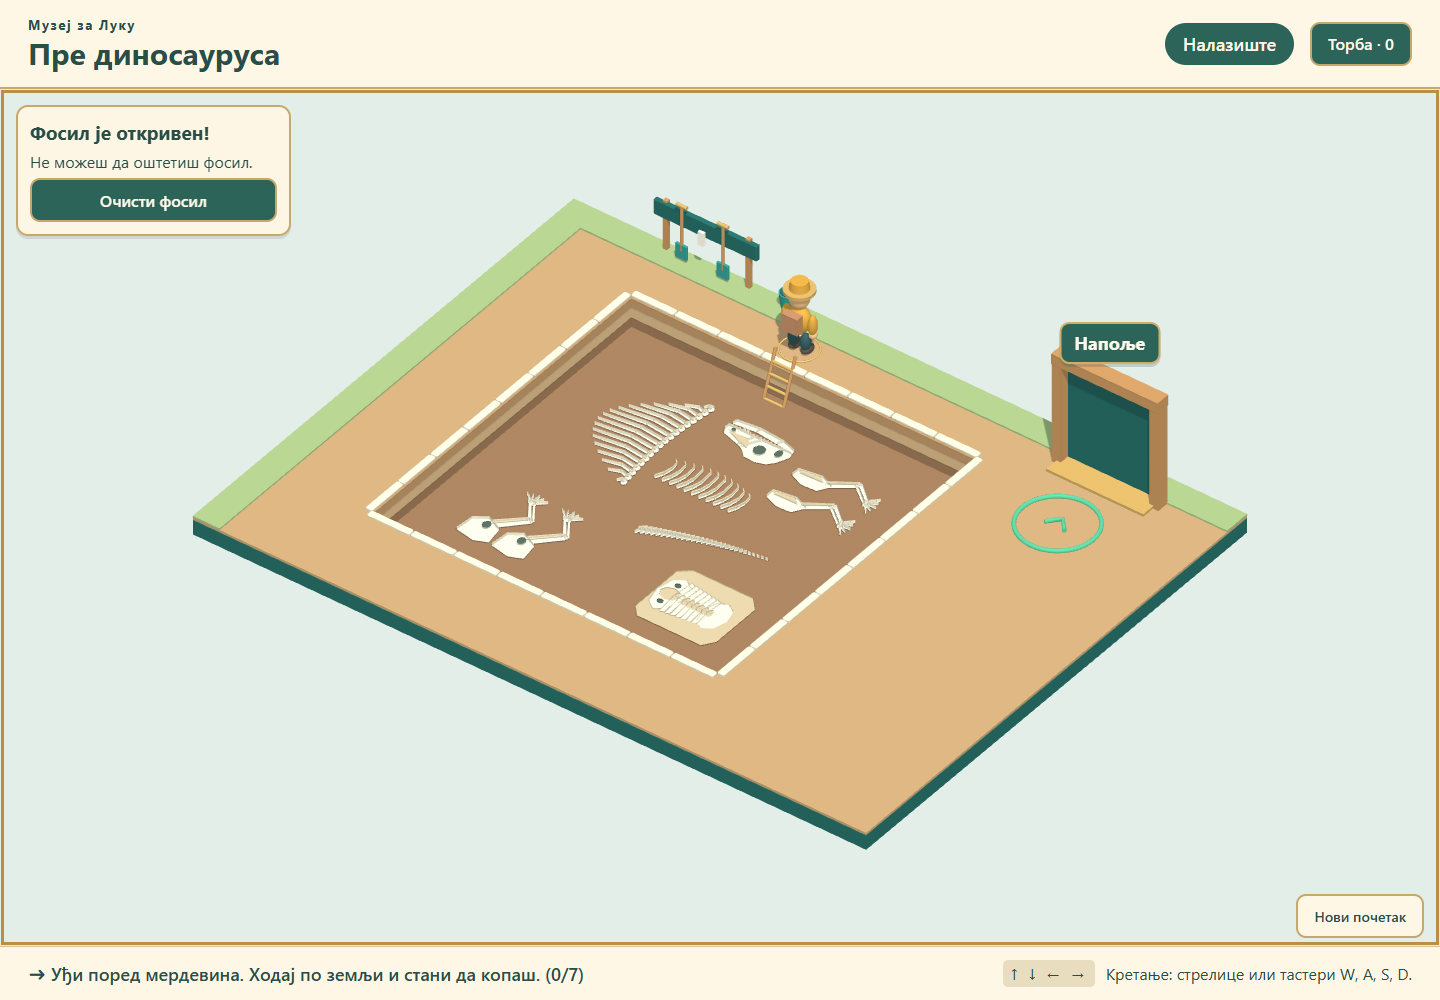 Музеј за Луку
Пре диносауруса
Налазиште
Торба · 0
Фосил је откривен!
Не можеш да оштетиш фосил.
Очисти фосил
Напоље
Нови почетак
→ Уђи поред мердевина. Ходај по земљи и стани да копаш. (0/7)
↑ ↓ ← → Кретање: стрелице или тастери W, A, S, D.